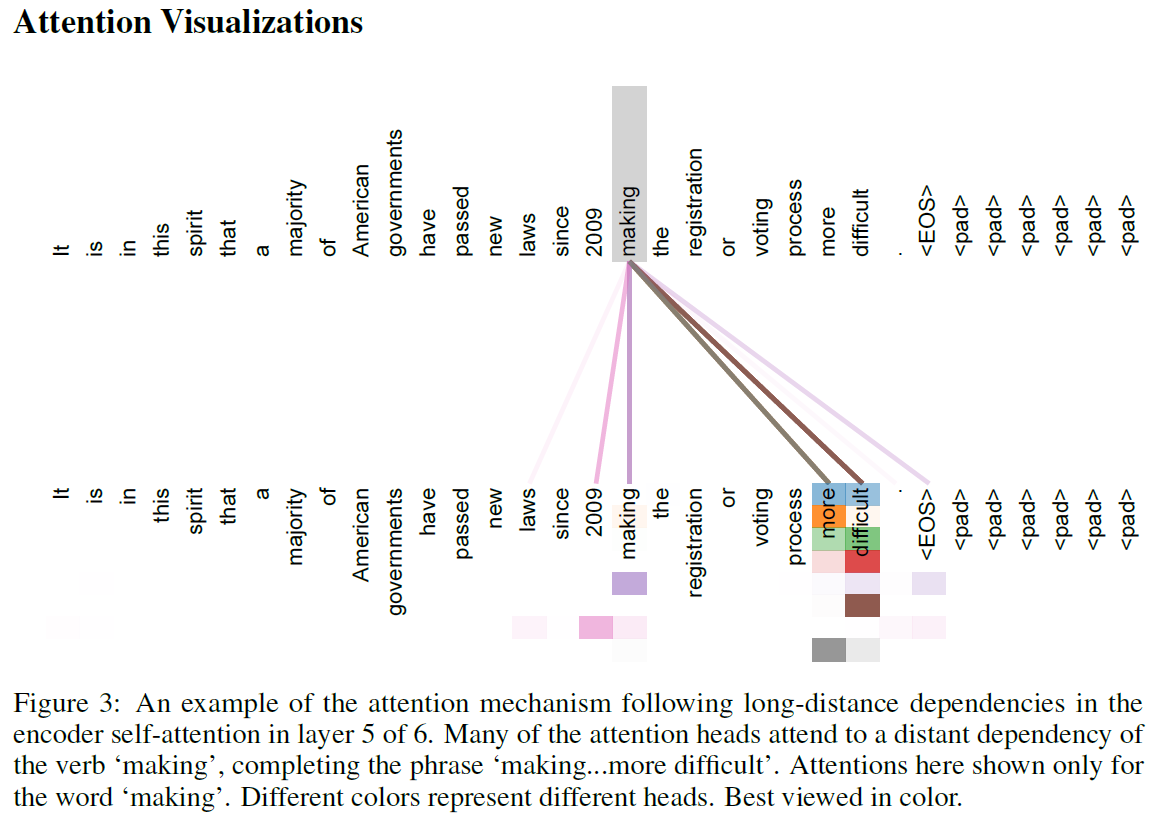 Attention Visualizations
It is in this spirit that a majority of American governments have passed new laws since 2009 making the registration or voting process more difficult . <EOS> <pad> <pad> <pad> <pad> <pad> <pad>
It is in this spirit that a majority of American governments have passed new laws since 2009 making the registration or voting process more difficult . <EOS> <pad> <pad> <pad> <pad> <pad> <pad>
Figure 3: An example of the attention mechanism following long-distance dependencies in the
encoder self-attention in layer 5 of 6. Many of the attention heads attend to a distant dependency of
the verb ‘making’, completing the phrase ‘making...more difficult’. Attentions here shown only for
the word ‘making’. Different colors represent different heads. Best viewed in color.